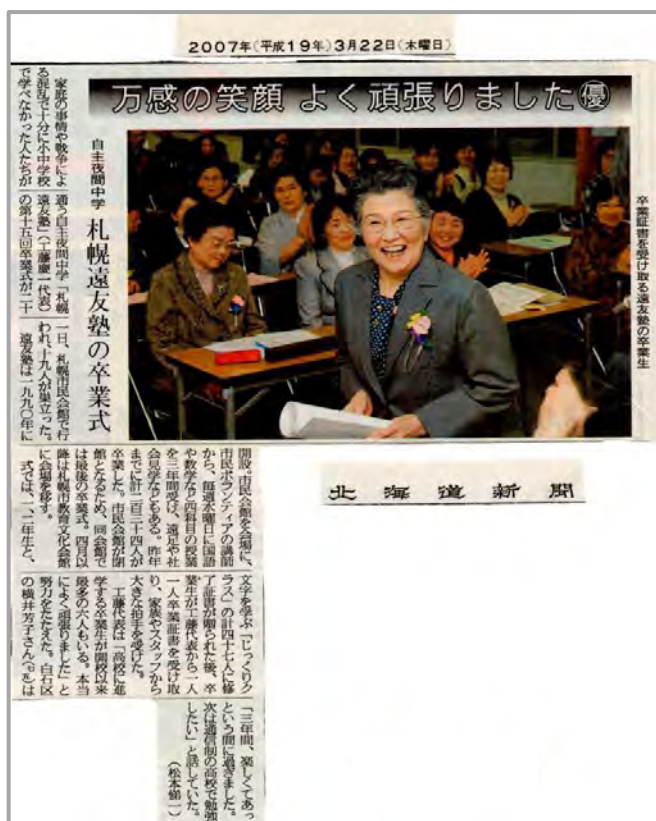 2007年(平成19年)3月22日(木曜日)
万感の笑顔 よく頑張りました優
卒業証書を受け取る遠友塾の卒業生
自主夜間中学
札幌遠友塾の卒業式
家庭の事情や戦争によ
る混乱で十分に小中学校
で学べなかった人たちが
通う自主夜間中学「札幌
遠友塾」(工藤慶一代表)
の第十五回卒業式が二十
一日、札幌市民会館で行
われ、十九人が巣立った。
遠友塾は一九九〇年に
開設。市民会館を会場に、
市民ボランティアの講師
から、毎週水曜日に国語
や数学など四科目の授業
を三年間受け、遠足や社
会見学などもある。昨年
までに計二百三十四人が
卒業した。市民会館が閉
館となるため、同会館で
は最後の卒業式。四月以
降は札幌市教育文化会館
に会場を移す。
式では、一、二年生と、
文字を学ぶ「じっくりク
ラス」の計四十七人に修
了証書が贈られた後、卒
業生が工藤代表から一人
一人卒業証書を受け取
り、家族やスタッフから
大きな拍手を受けた。
工藤代表は「高校に進
学する卒業生が開校以来
最多の六人もいる。本当
によく頑張りました」と
努力をたたえた。白石区
の横井芳子さん は
「三年間、楽しくてあっ
という間に過ぎました。
次は通信制の高校で勉強
したい」と話していた。
(松本悌一)
北海道新聞